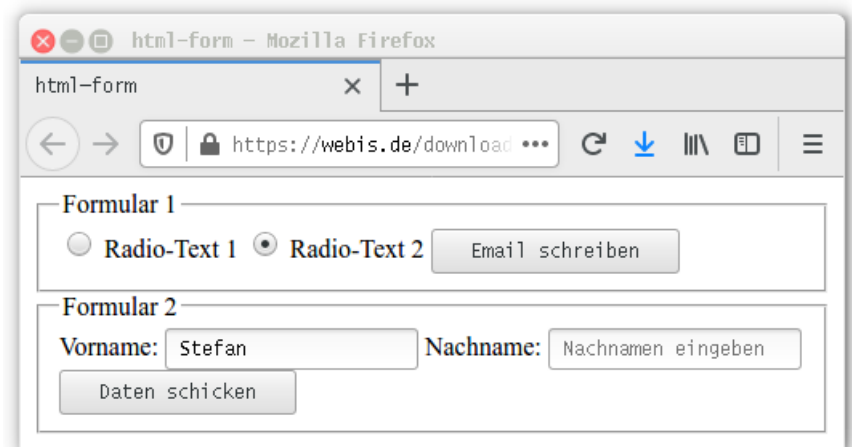 html-form - Mozilla Firefox
html-form
https://webis.de/download
Formular 1
Radio-Text 1 Radio-Text 2 Email schreiben
Formular 2
Vorname: Stefan Nachname: Nachnamen eingeben
Daten schicken